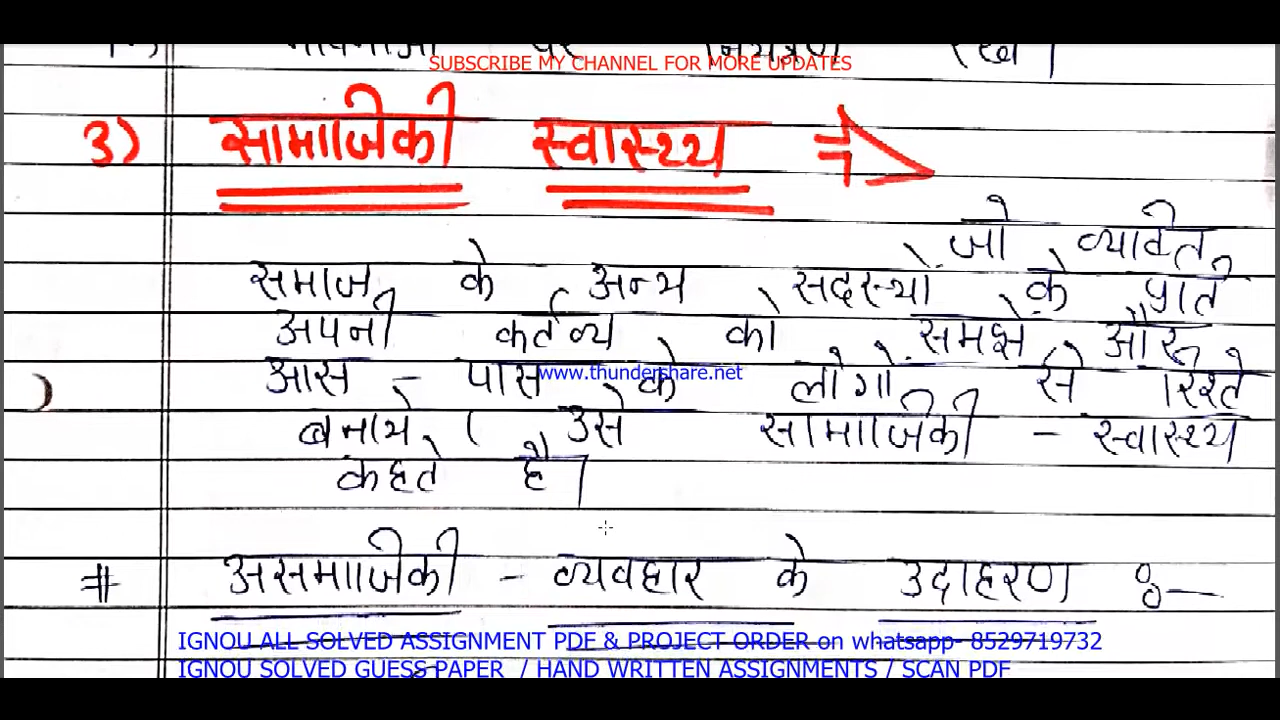 SUBSCRIBE MY CHANNEL FOR MORE UPDATES
3) सामाजिकी स्वास्थ्य ⇒
जो व्यक्ति
समाज के अन्य सदस्यों के प्रति
अपनी कर्तव्य को समझे और
आस - पास के लोगों से रिश्ते
www.thundershare.net
बनाये । उसे सामाजिकी - स्वास्थ्य
कहते है।
# असमाजिकी - व्यवहार के उदाहरण :-
IGNOU ALL SOLVED ASSIGNMENT PDF & PROJECT ORDER on whatsapp- 8529719732
IGNOU SOLVED GUESS PAPER / HAND WRITTEN ASSIGNMENTS / SCAN PDF